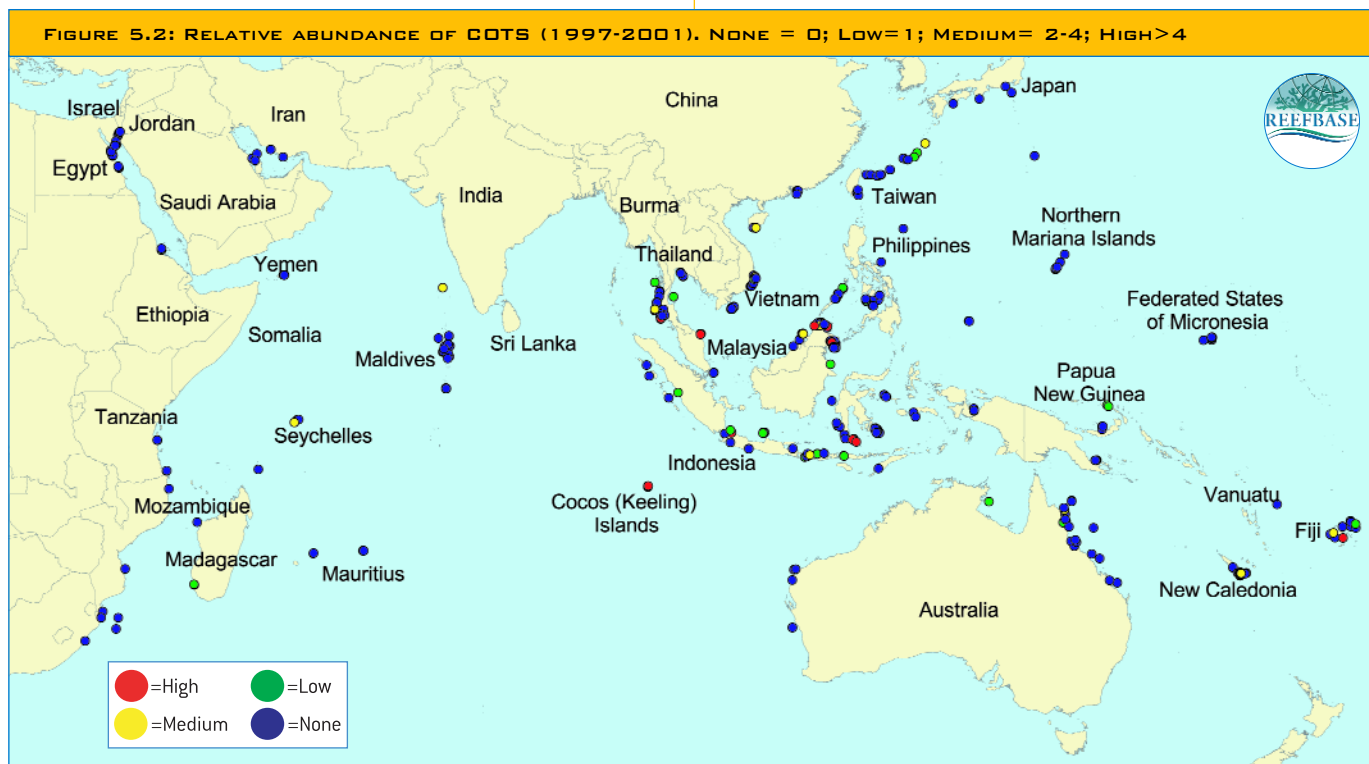 FIGURE 5.2: RELATIVE ABUNDANCE OF COTS (1997-2001). NONE = 0; LOW=1; MEDIUM= 2-4; HIGH>4
China
Japan
REEFBASE
Israel
Jordan
Iran
Egypt
Saudi Arabia
India
Burma
Taiwan
Northern
Mariana Islands
Philippines
Thailand
Yemen
Vietnam
Ethiopia
Federated States
of Micronesia
Somalia
Sri Lanka
Malaysia
Maldives
Papua
New Guinea
Tanzania
Seychelles
Indonesia
Cocos (Keeling)
Islands
Vanuatu
Mozambique
Fiji
Madagascar
Mauritius
New Caledonia
Australia
=High
=Low
=Medium
=None